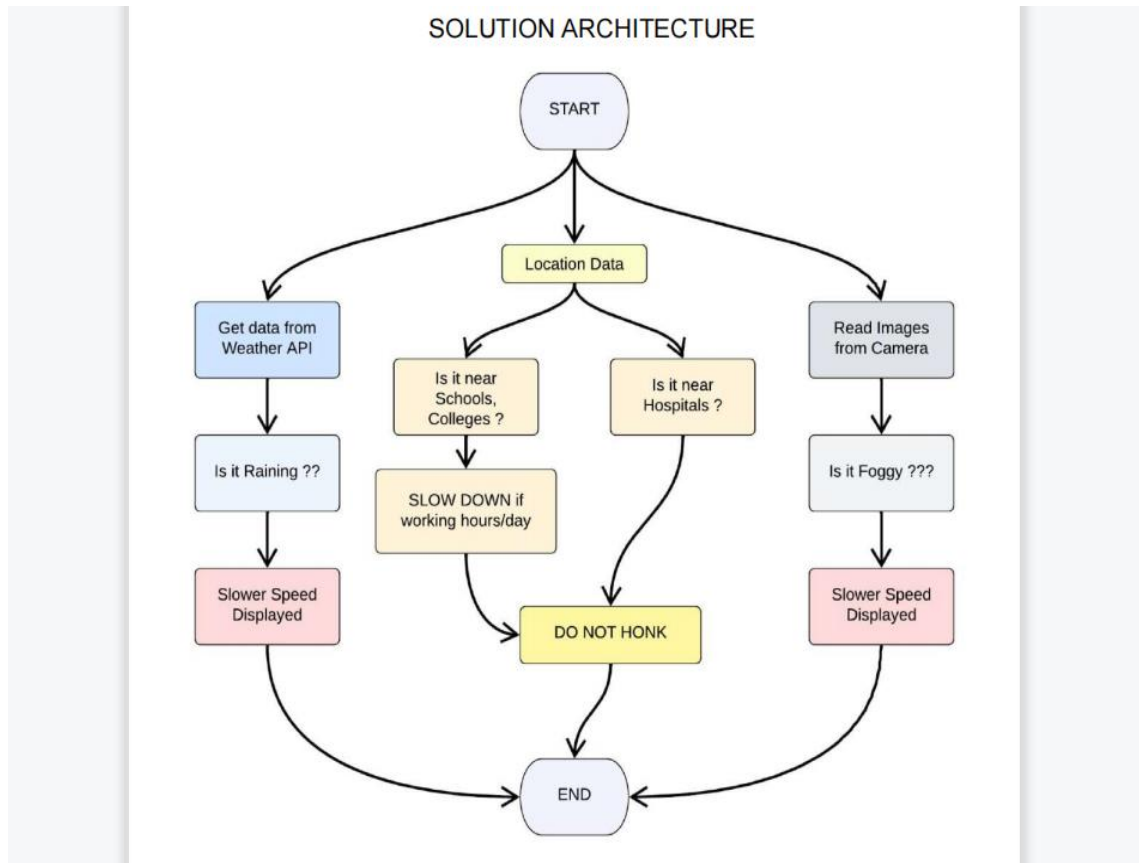 SOLUTION ARCHITECTURE
START
Location Data
Get data from
Weather API
Read Images
from Camera
Is it near
Schools,
Colleges ?
Is it near
Hospitals ?
Is it Raining ??
Is it Foggy ???
SLOW DOWN if
working hours/day
Slower Speed
Displayed
Slower Speed
Displayed
DO NOT HONK
END